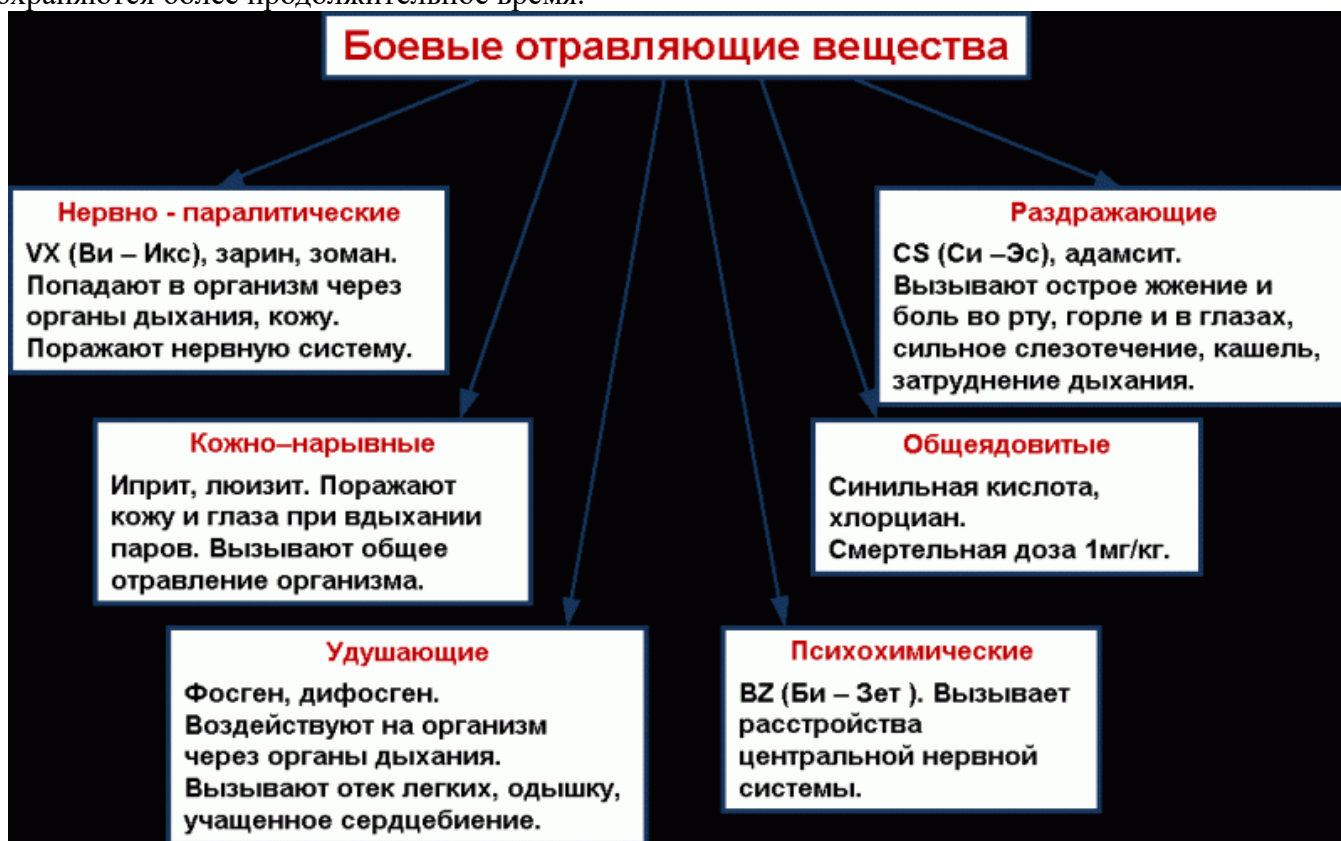 сохраняются более продолжительное время.
Боевые отравляющие вещества
Нервно - паралитические
VX (Ви – Икс), зарин, зоман.
Попадают в организм через
органы дыхания, кожу.
Поражают нервную систему.
Раздражающие
CS (Си –Эс), адамсит.
Вызывают острое жжение и
боль во рту, горле и в глазах,
сильное слезотечение, кашель,
затруднение дыхания.
Кожно–нарывные
Иприт, люизит. Поражают
кожу и глаза при вдыхании
паров. Вызывают общее
отравление организма.
Общеядовитые
Синильная кислота,
хлорциан.
Смертельная доза 1мг/кг.
Удушающие
Фосген, дифосген.
Воздействуют на организм
через органы дыхания.
Вызывают отек легких, одышку,
учащенное сердцебиение.
Психохимические
BZ (Би – Зет ). Вызывает
расстройства
центральной нервной
системы.